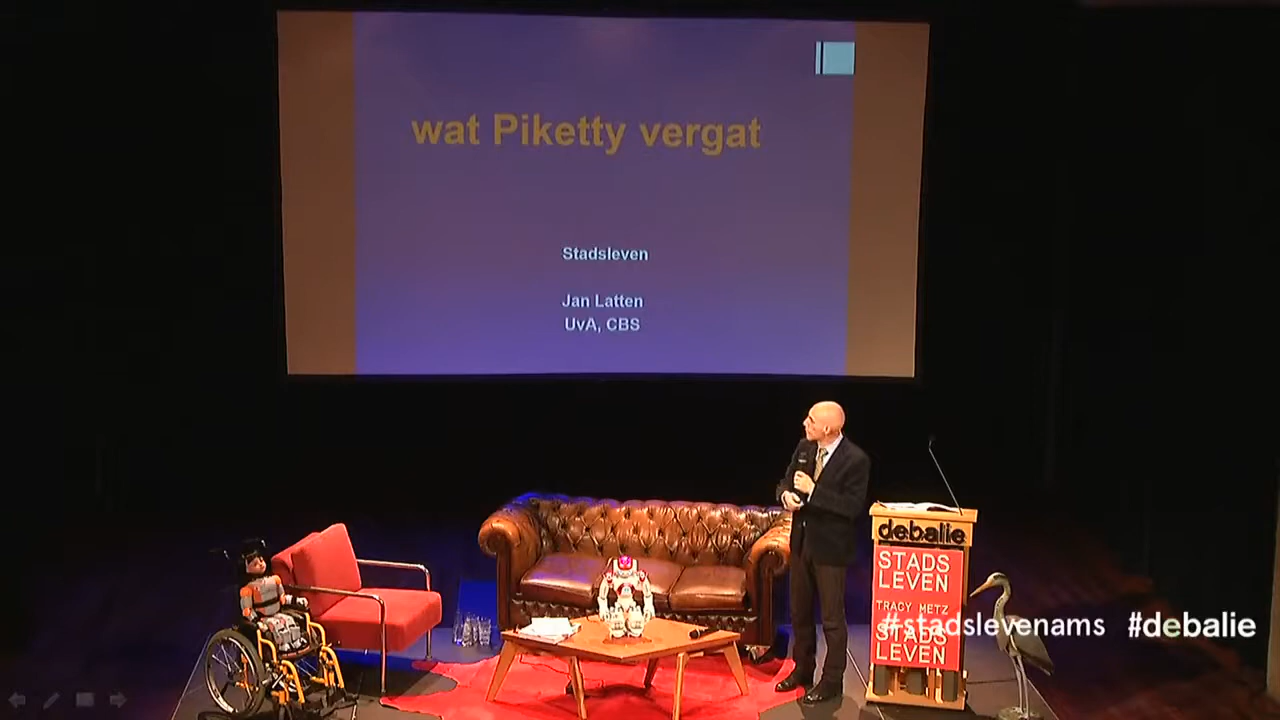 wat Piketty vergat
Stadsleven
Jan Latten
UvA, CBS
debalie
STADS
LEVEN
TRACY METZ
STADS
LEVEN
#stadslevenams #debalie